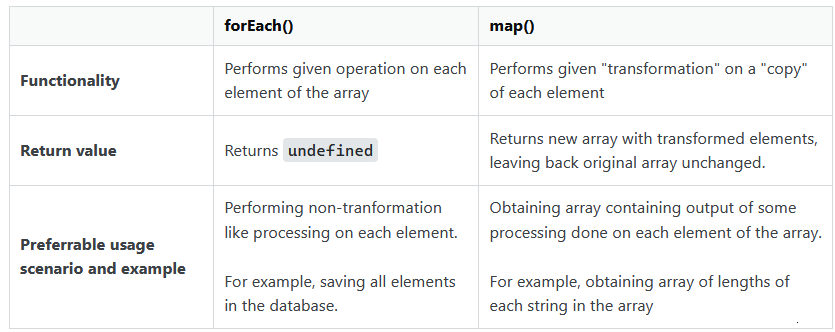 forEach() map()
Functionality
Performs given operation on each
element of the array
Performs given "transformation" on a "copy"
of each element
Return value
Returns undefined
Returns new array with transformed elements,
leaving back original array unchanged.
Preferrable usage
scenario and example
Performing non-tranformation
like processing on each element.
For example, saving all elements
in the database.
Obtaining array containing output of some
processing done on each element of the array.
For example, obtaining array of lengths of
each string in the array